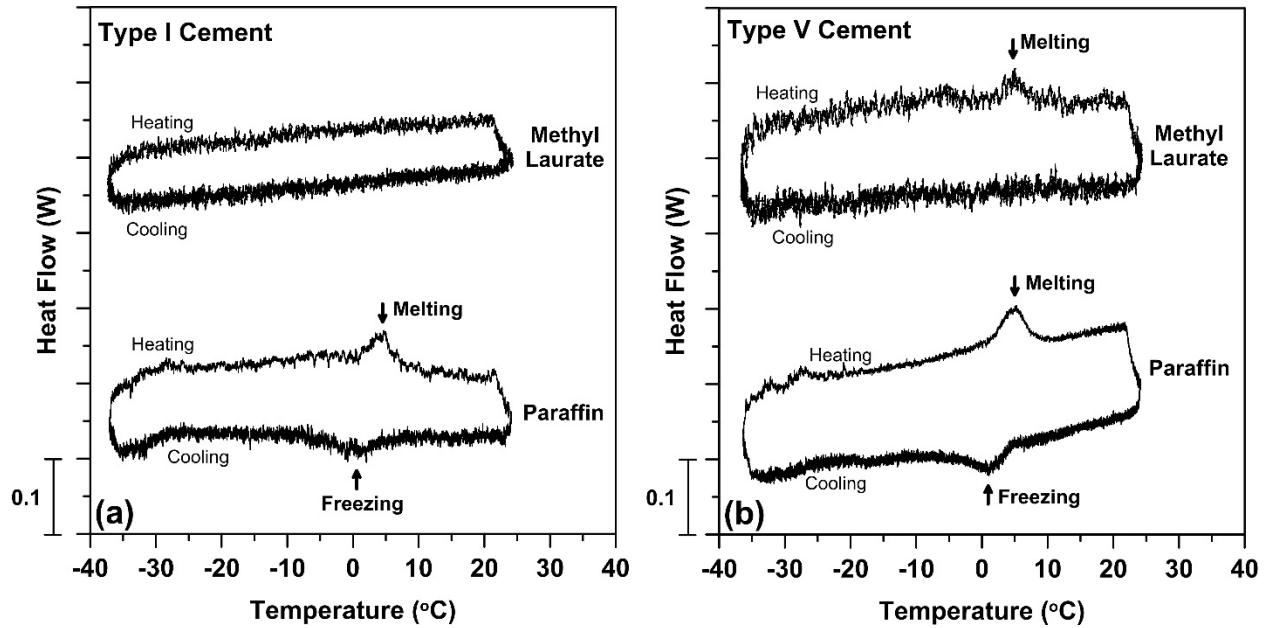 Type I Cement
Heating
Methyl
Laurate
Cooling
Melting
Heating
Paraffin
Cooling
Freezing
Heat Flow (W)
0.1
(a)
-40 -30 -20 -10 0 10 20 30 40
Temperature (°C)
Type V Cement
Melting
Heating
Methyl
Laurate
Cooling
Melting
Heating
Paraffin
Cooling
Freezing
Heat Flow (W)
0.1
(b)
-40 -30 -20 -10 0 10 20 30 40
Temperature (°C)